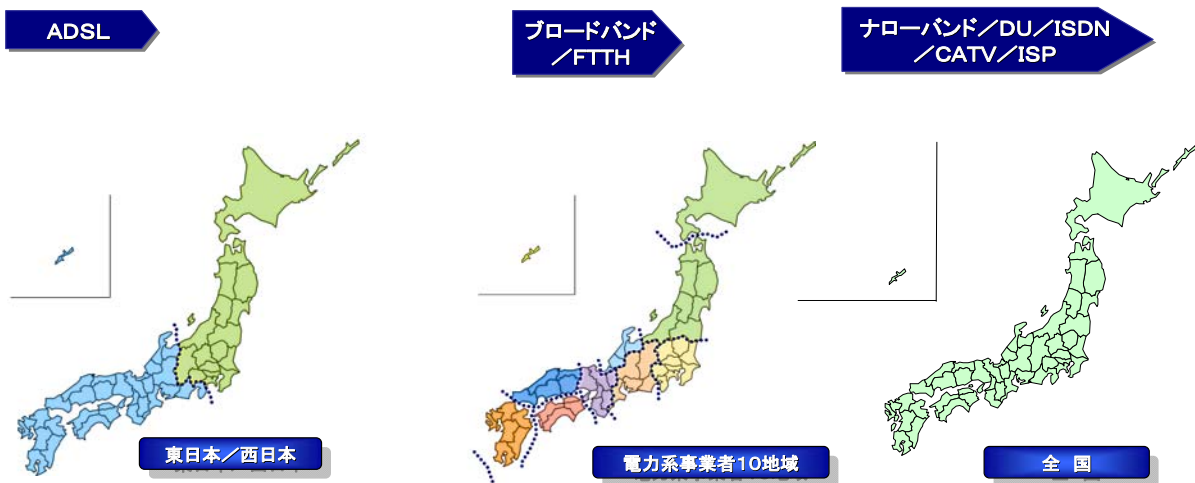 ADSL
ブロードバンド
／FTTH
ナローバンド／DU／ISDN
／CATV／ISP
東日本／西日本
電力系事業者１０地域
全　国